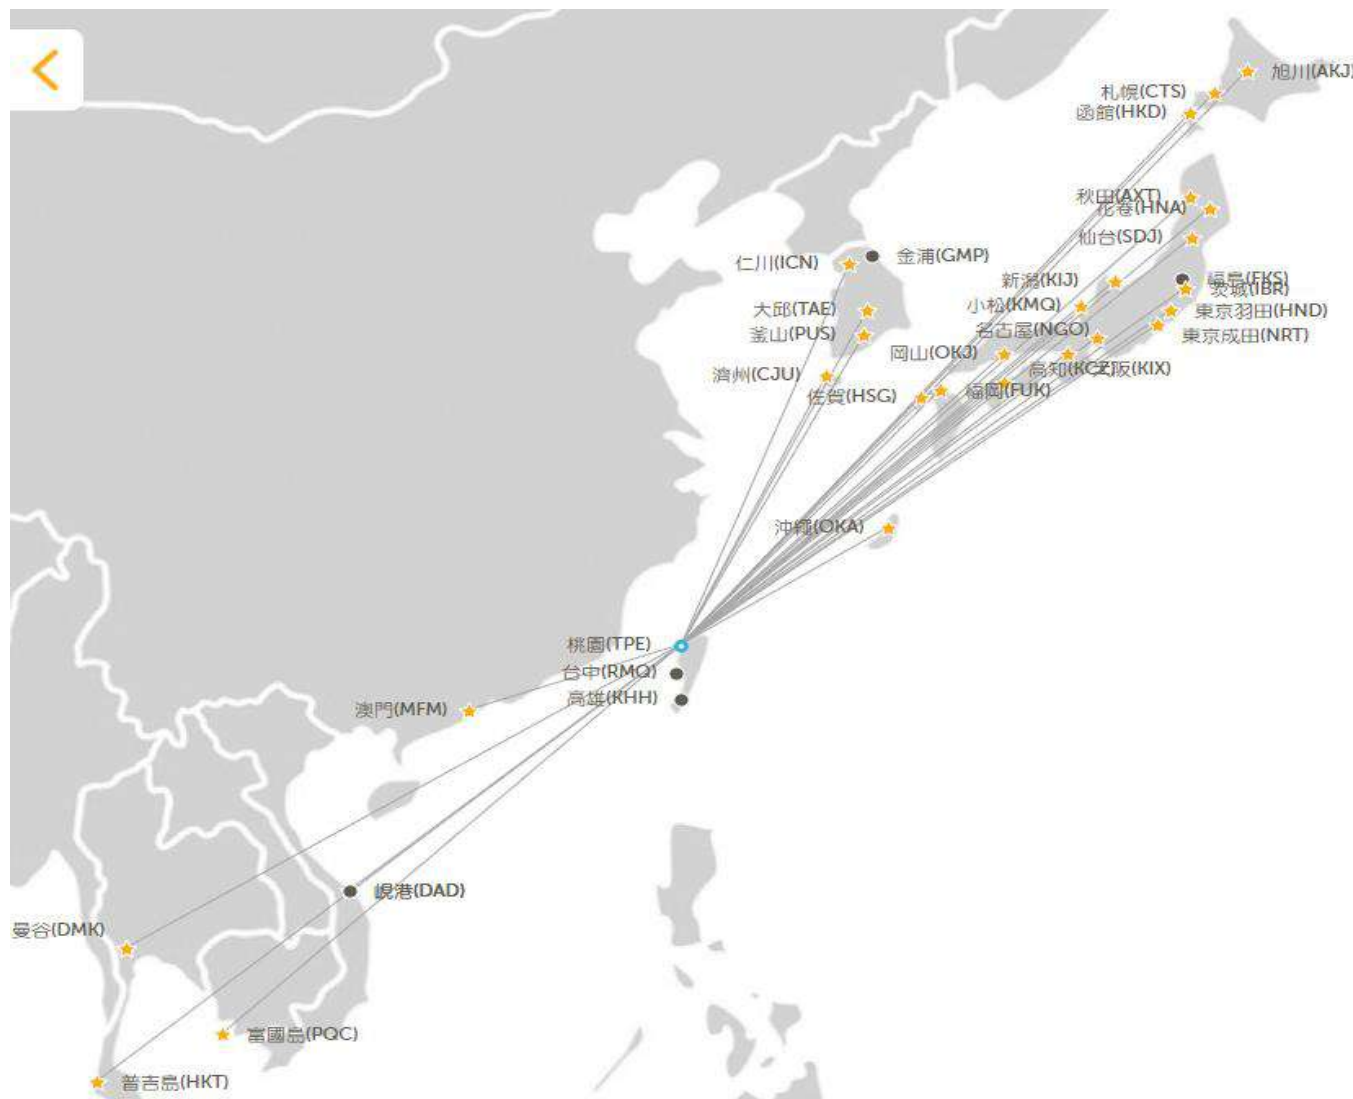 旭川(AKJ)
札幌(CTS)
函館(HKD)
秋田(AXT)
花卷(HNA)
仙台(SDJ)
仁川(ICN)
金浦(GMP)
新潟(KIJ)
福島(FKS)
茨城(IBR)
大邱(TAE)
小松(KMQ)
東京羽田(HND)
釜山(PUS)
名古屋(NGO)
東京成田(NRT)
岡山(OKJ)
高知(KCZ)
大阪(KIX)
濟州(CJU)
佐賀(HSG)
福岡(FUK)
沖繩(OKA)
桃園(TPE)
台中(RMQ)
高雄(KHH)
澳門(MFM)
峴港(DAD)
曼谷(DMK)
富國島(PQC)
普吉島(HKT)